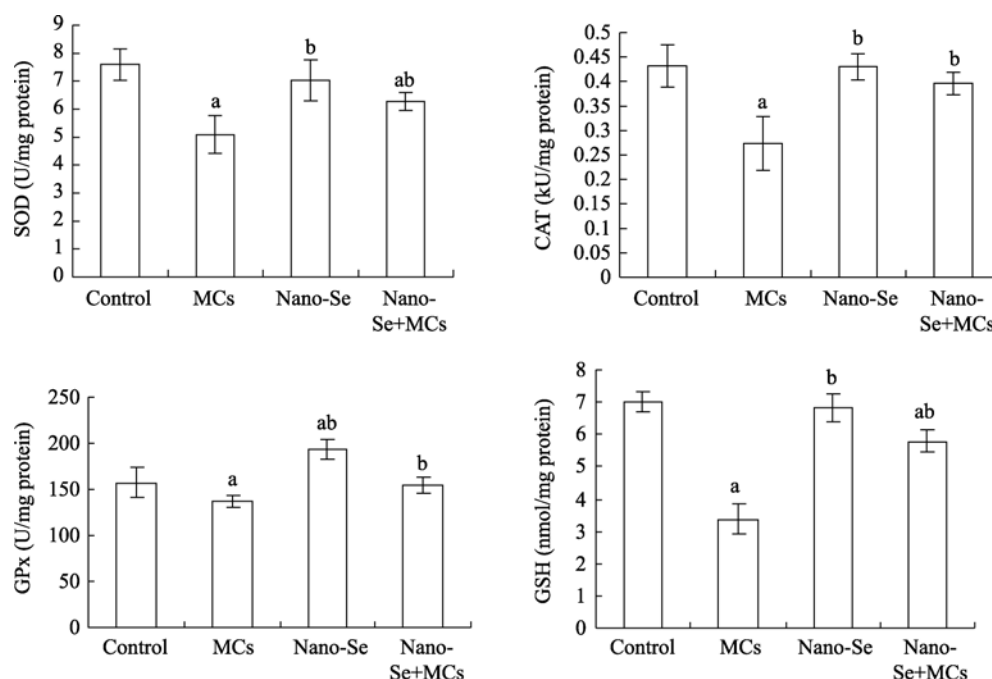 SOD (U/mg protein)
9
8
7
6
5
4
3
2
1
0
a
b
ab
Control MCs Nano-Se Nano-
Se+MCs
CAT (kU/mg protein)
0.5
0.45
0.4
0.35
0.3
0.25
0.25
0.15
0.1
0.05
0
a
b
b
Control MCs Nano-Se Nano-
Se+MCs
GPx (U/mg protein)
250
200
150
100
50
0
a
ab
b
Control MCs Nano-Se Nano-
Se+MCs
GSH (nmol/mg protein)
8
7
6
5
4
3
2
1
0
a
b
ab
Control MCs Nano-Se Nano-
Se+MCs